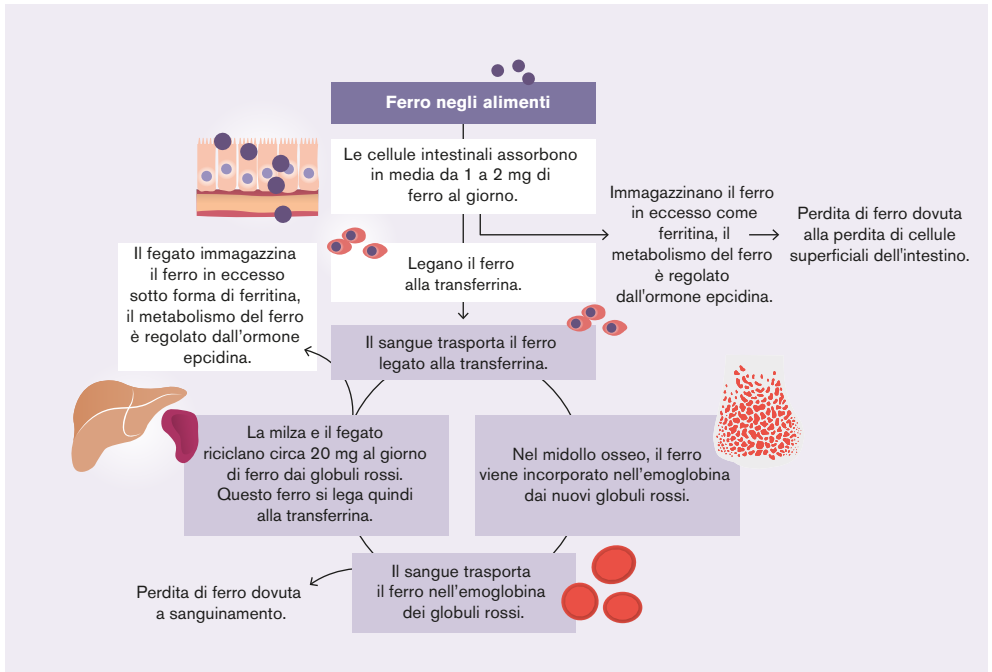 Ferro negli alimenti
Le cellule intestinali assorbono
in media da 1 a 2 mg di
ferro al giorno.
Immagazzinano il ferro
in eccesso come
ferritina, il
metabolismo del ferro
è regolato
dall'ormone epcidina.
Perdita di ferro dovuta
alla perdita di cellule
superficiali dell'intestino.
Legano il ferro
alla transferrina.
Il fegato immagazzina
il ferro in eccesso
sotto forma di ferritina,
il metabolismo del ferro
è regolato dall'ormone
epcidina.
Il sangue trasporta il ferro
legato alla transferrina.
La milza e il fegato
riciclano circa 20 mg al giorno
di ferro dai globuli rossi.
Questo ferro si lega quindi
alla transferrina.
Nel midollo osseo, il ferro
viene incorporato nell'emoglobina
dai nuovi globuli rossi.
Il sangue trasporta
il ferro nell'emoglobina
dei globuli rossi.
Perdita di ferro dovuta
a sanguinamento.